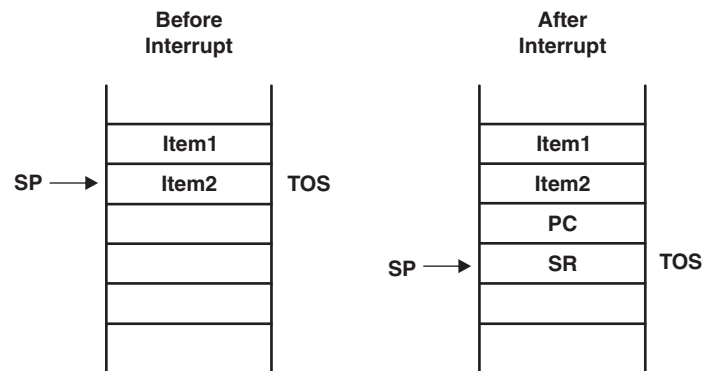 Before
Interrupt
Item1
SP
Item2
TOS
After
Interrupt
Item1
Item2
PC
SP
SR
TOS